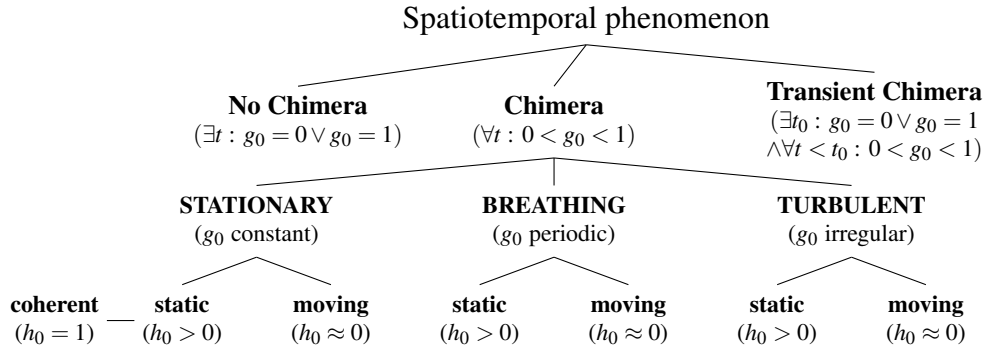 Spatiotemporal phenomenon
No Chimera
(∃t : g₀ = 0 ∨ g₀ = 1)
Chimera
(∀t : 0 < g₀ < 1)
Transient Chimera
(∃t₀ : g₀ = 0 ∨ g₀ = 1
∧∀t < t₀ : 0 < g₀ < 1)
STATIONARY
(g₀ constant)
BREATHING
(g₀ periodic)
TURBULENT
(g₀ irregular)
coherent
(h₀ = 1)
static
(h₀ > 0)
moving
(h₀ ≈ 0)
static
(h₀ > 0)
moving
(h₀ ≈ 0)
static
(h₀ > 0)
moving
(h₀ ≈ 0)